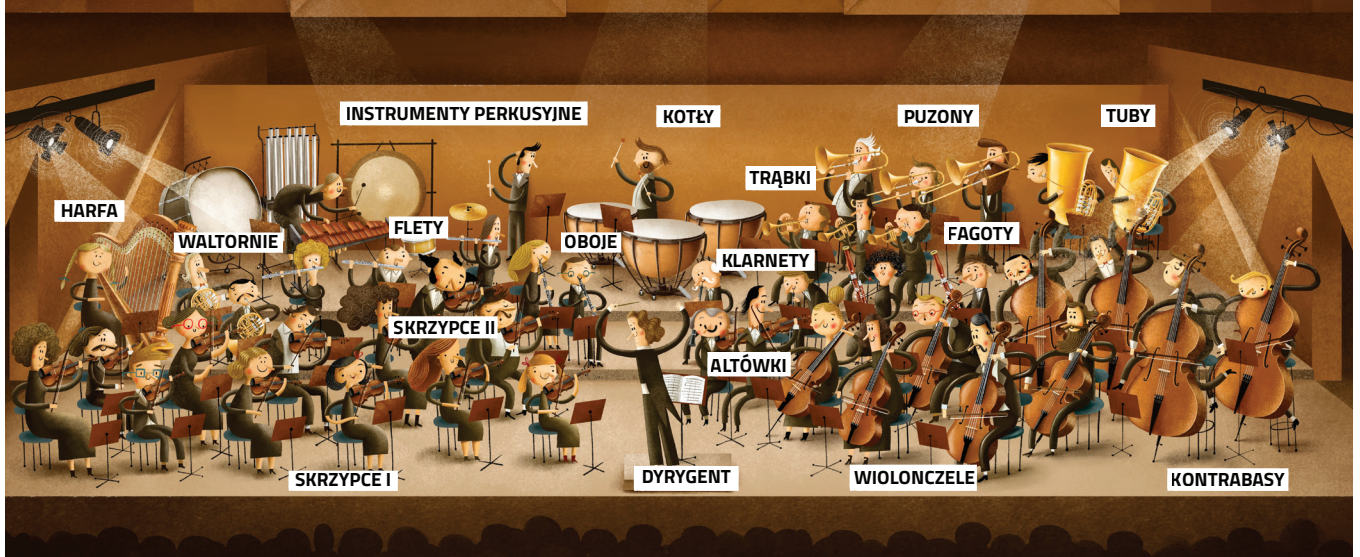 INSTRUMENTY PERKUSYJNE
KOTŁY
PUZONY
TUBY
TRĄBKI
HARFA
WALTORNIE
FLETY
OBOJE
FAGOTY
KLARNETY
SKRZYPCE II
ALTÓWKI
SKRZYPCE I
DYRYGENT
WIOLONCZELE
KONTRABASY